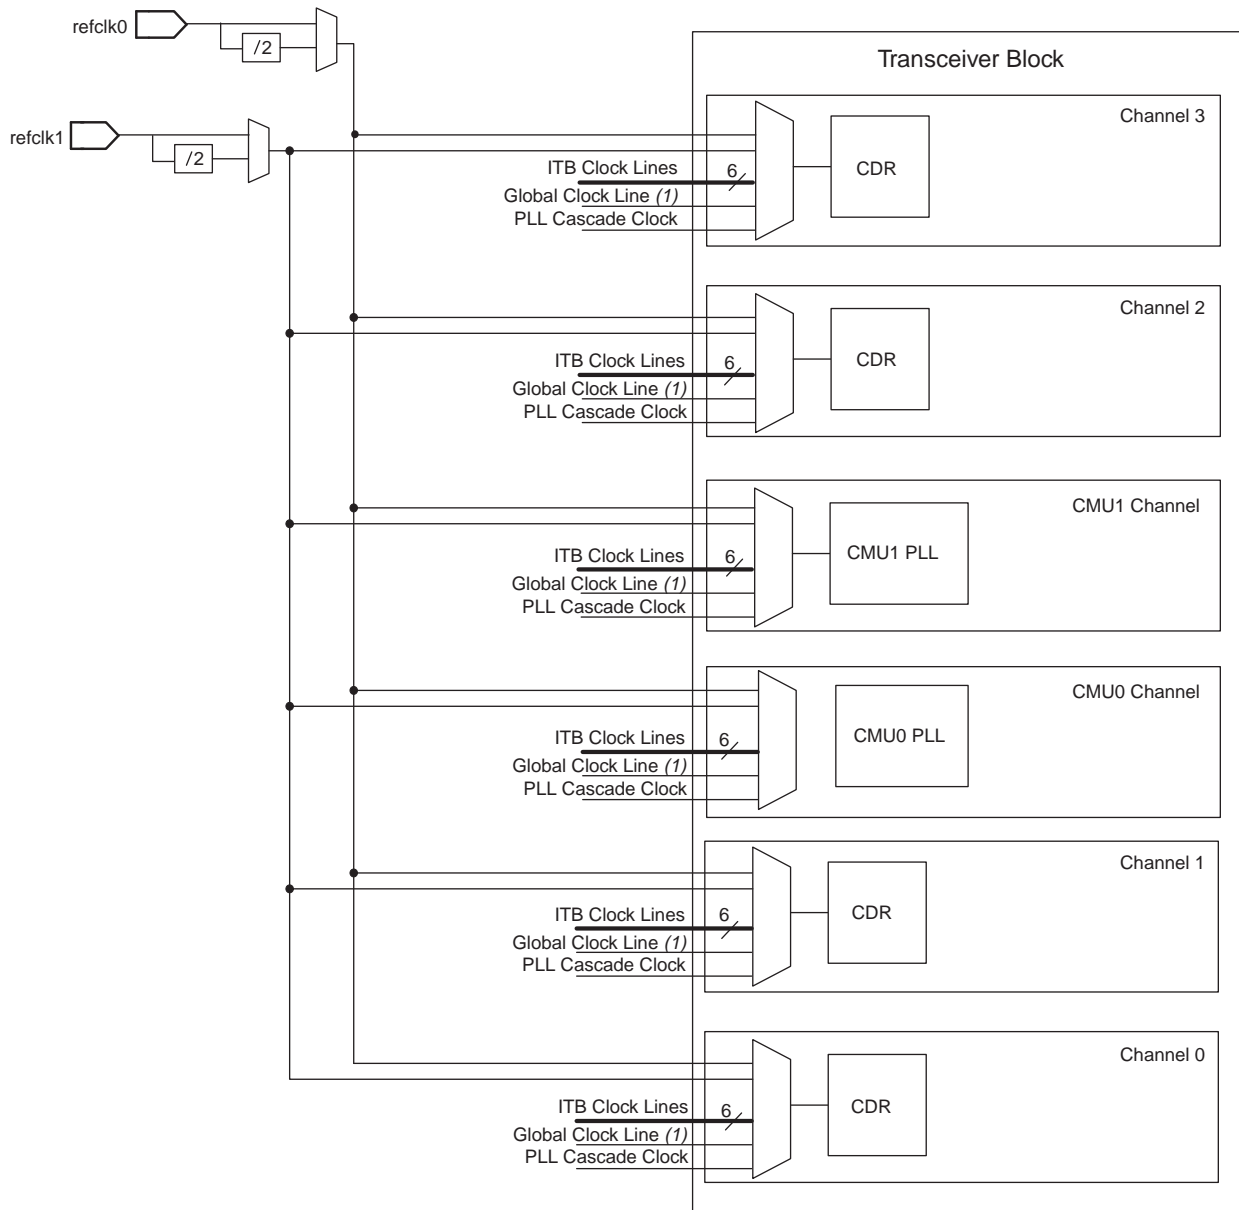 refclk0
/2
Transceiver Block
refclk1
/2
Channel 3
ITB Clock Lines
6
Global Clock Line (1)
PLL Cascade Clock
CDR
Channel 2
ITB Clock Lines
6
Global Clock Line (1)
PLL Cascade Clock
CDR
CMU1 Channel
ITB Clock Lines
6
Global Clock Line (1)
PLL Cascade Clock
CMU1 PLL
CMU0 Channel
ITB Clock Lines
6
Global Clock Line (1)
PLL Cascade Clock
CMU0 PLL
Channel 1
ITB Clock Lines
6
Global Clock Line (1)
PLL Cascade Clock
CDR
Channel 0
ITB Clock Lines
6
Global Clock Line (1)
PLL Cascade Clock
CDR